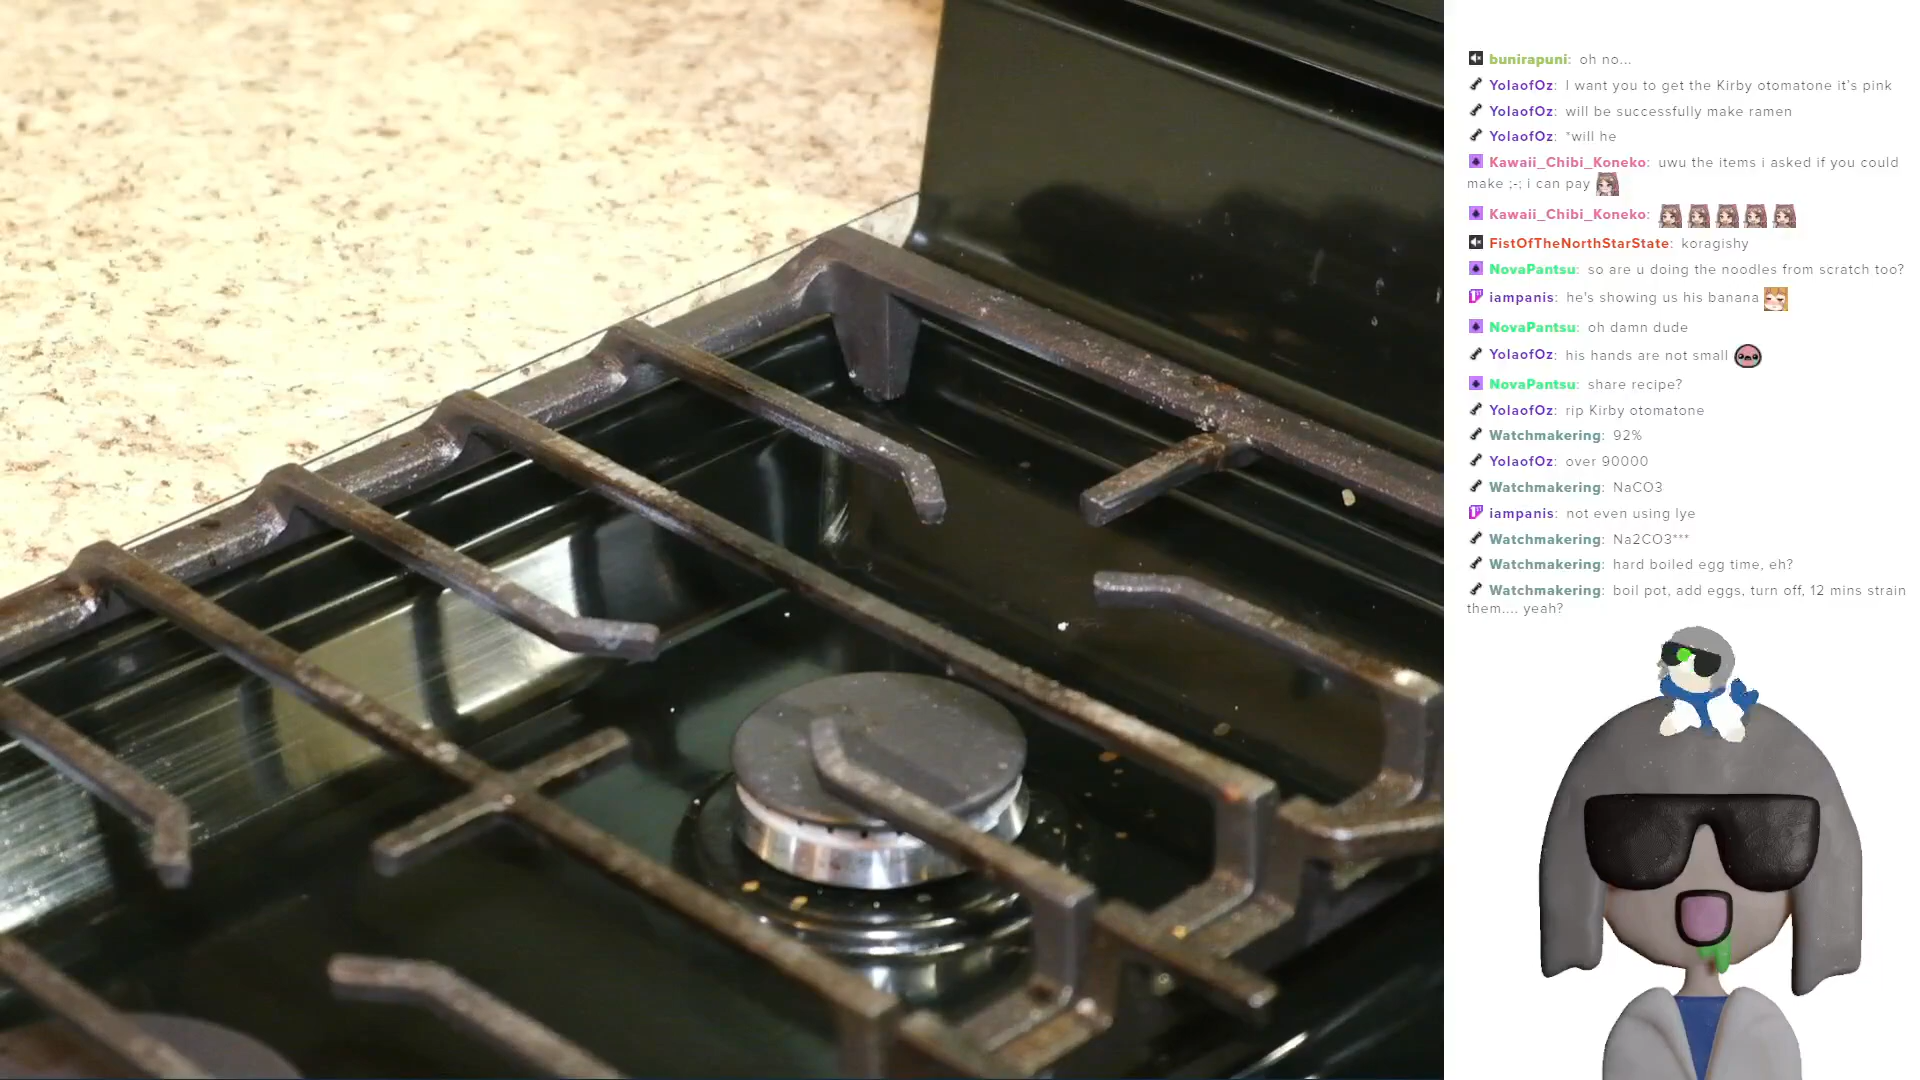 bunirapuni: oh no...
YolaofOz: I want you to get the Kirby otomatone it's pink
YolaofOz: will be successfully make ramen
YolaofOz: *will he
Kawaii_Chibi_Koneko: uwu the items i asked if you could
make ;-; i can pay
Kawaii_Chibi_Koneko:
FistOfTheNorthStarState: koragishy
NovaPantsu: so are u doing the noodles from scratch too?
iampanis: he's showing us his banana
NovaPantsu: oh damn dude
YolaofOz: his hands are not small
NovaPantsu: share recipe?
YolaofOz: rip Kirby otomatone
Watchmakering: 92%
YolaofOz: over 90000
Watchmakering: NaCO3
iampanis: not even using lye
Watchmakering: Na2CO3***
Watchmakering: hard boiled egg time, eh?
Watchmakering: boil pot, add eggs, turn off, 12 mins strain
them.... yeah?